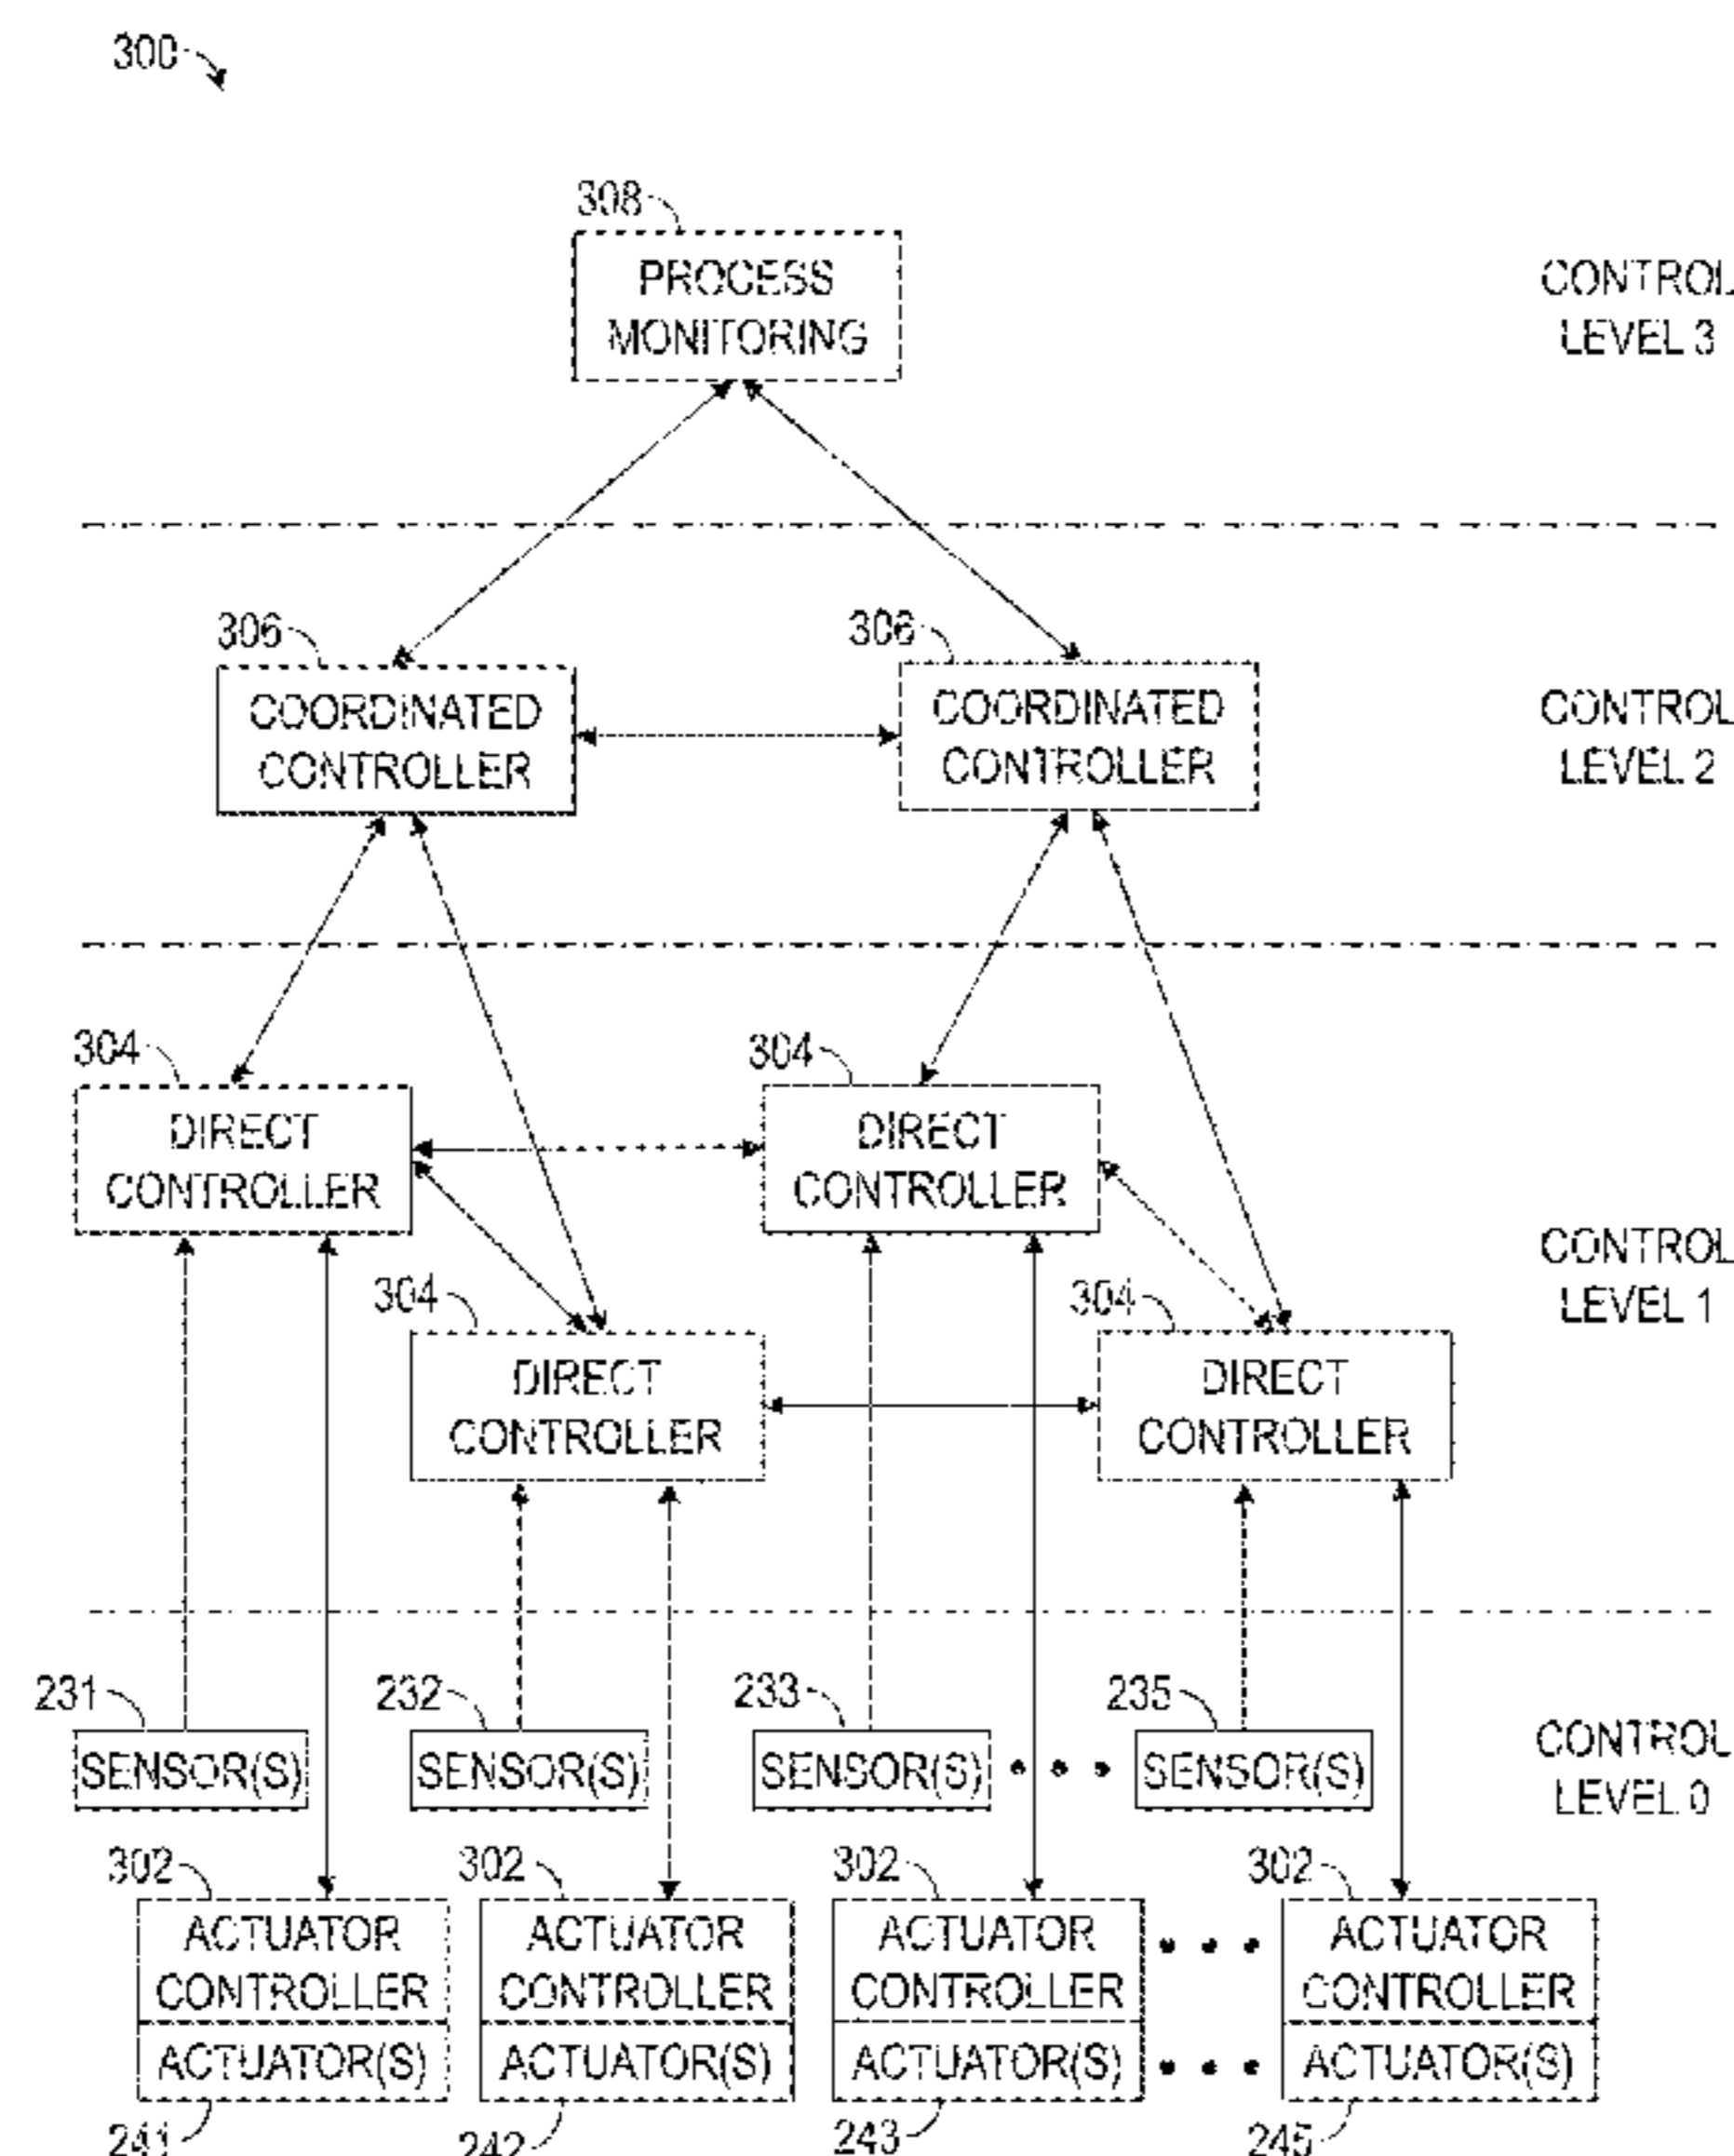 300
308
PROCESS
MONITORING
CONTROL
LEVEL 3
306
306
COORDINATED
CONTROLLER
COORDINATED
CONTROLLER
CONTROL
LEVEL 2
304
304
DIRECT
CONTROLLER
DIRECT
CONTROLLER
CONTROL
LEVEL 1
304
304
DIRECT
CONTROLLER
DIRECT
CONTROLLER
231
232
233
235
SENSOR(S)
SENSOR(S)
SENSOR(S)
SENSOR(S)
CONTROL
LEVEL 0
302
302
302
302
ACTUATOR
CONTROLLER
ACTUATOR(S)
ACTUATOR
CONTROLLER
ACTUATOR(S)
ACTUATOR
CONTROLLER
ACTUATOR(S)
ACTUATOR
CONTROLLER
ACTUATOR(S)
241
242
243
245